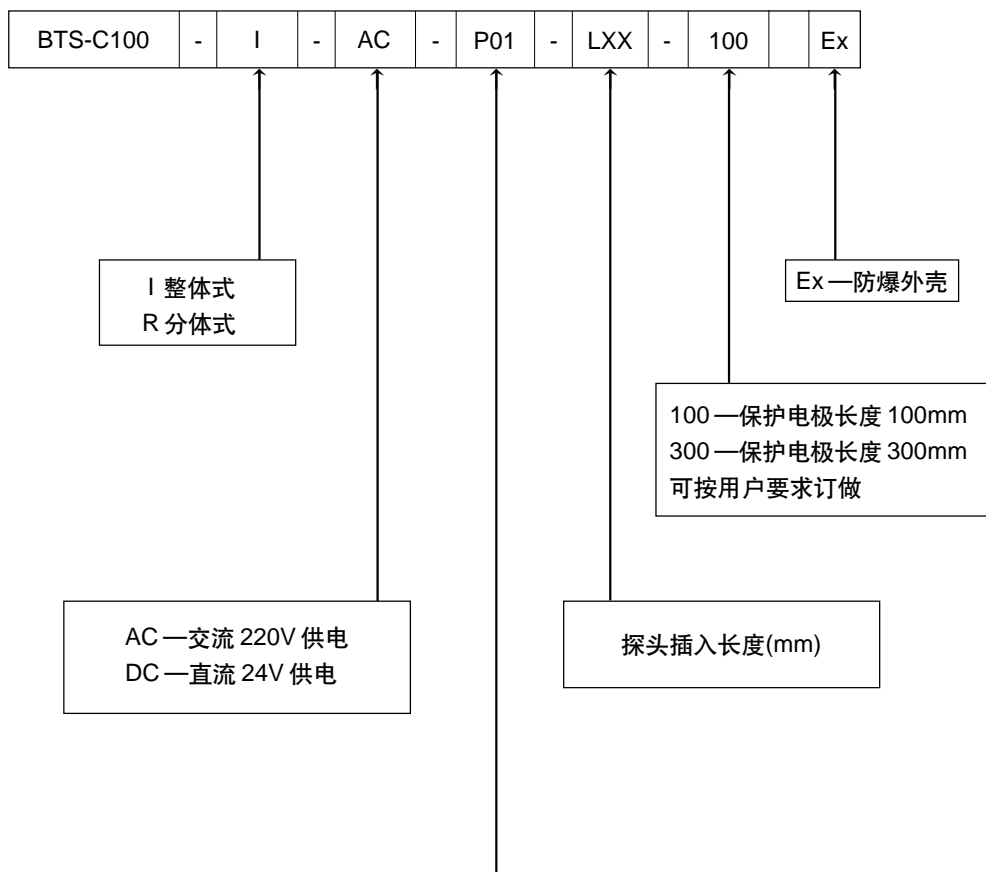 BTS-C100 - I - AC - P01 - LXX - 100 Ex
I 整体式
R 分体式
Ex —防爆外壳
100 —保护电极长度 100mm
300 —保护电极长度 300mm
可按用户要求订做
AC —交流 220V 供电
DC —直流 24V 供电
探头插入长度(mm)